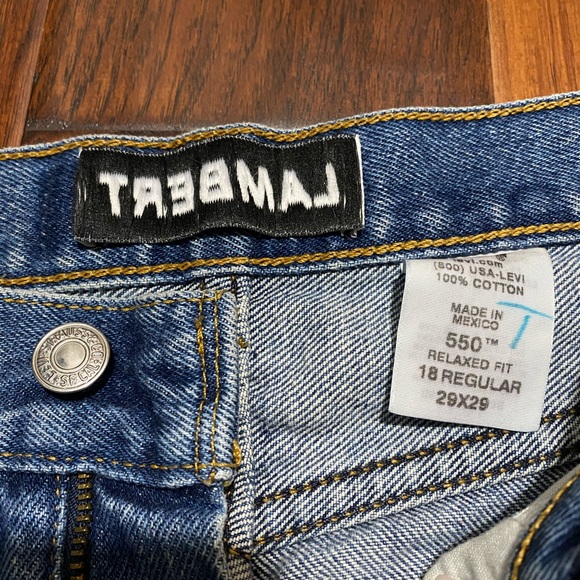 LAMBERT
(800) USA-LEVI
100% COTTON
MADE IN
MEXICO
T
550™
RELAXED FIT
18 REGULAR
29X29